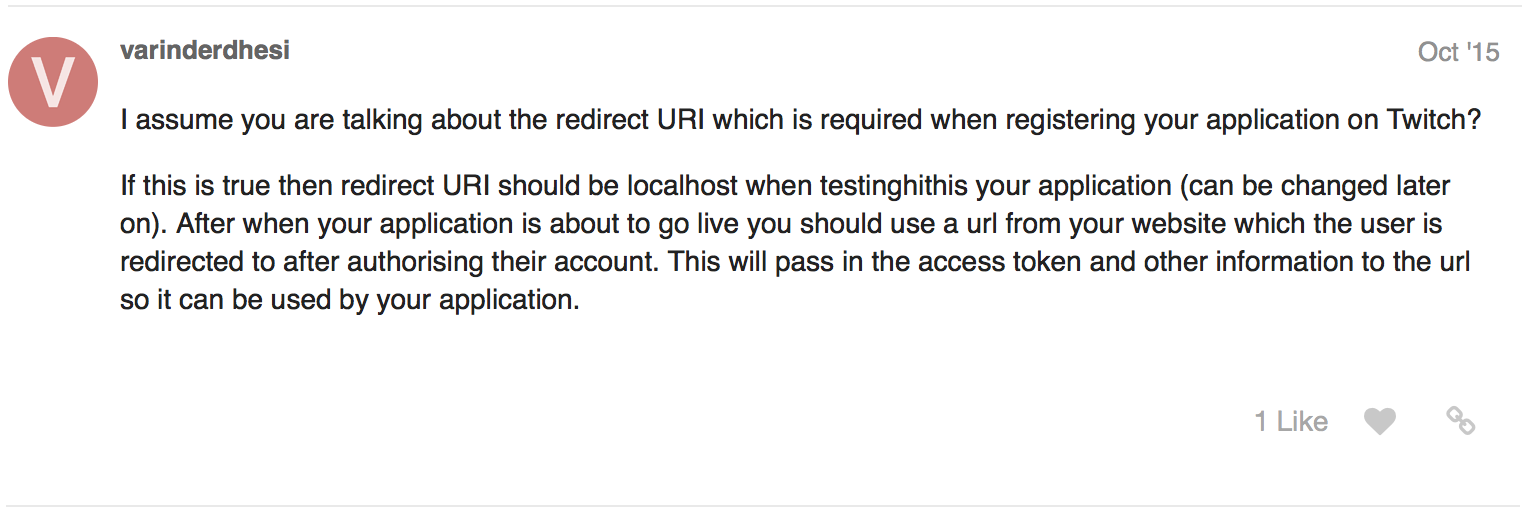 V
varinderdhesi
Oct '15
I assume you are talking about the redirect URI which is required when registering your application on Twitch?
If this is true then redirect URI should be localhost when testinghithis your application (can be changed later
on). After when your application is about to go live you should use a url from your website which the user is
redirected to after authorising their account. This will pass in the access token and other information to the url
so it can be used by your application.
1 Like